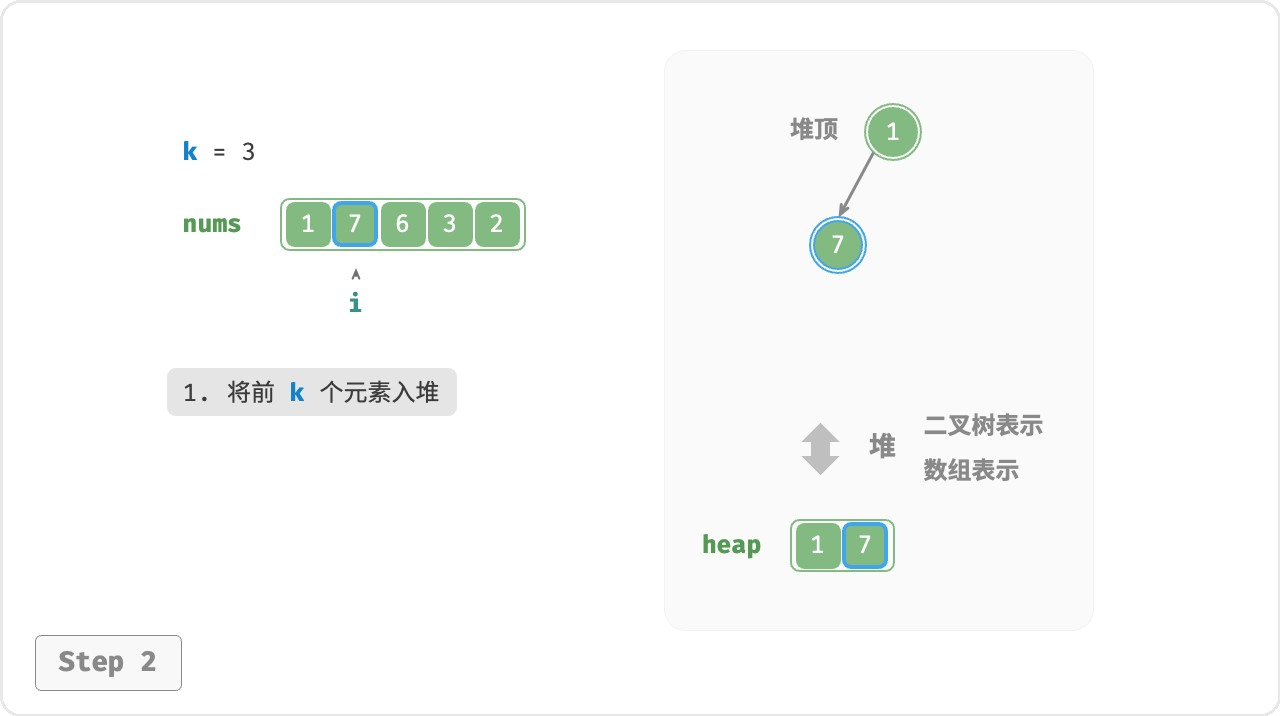 k = 3
nums 1 7 6 3 2
i
1. 将前 k 个元素入堆
Step 2
堆顶 1
7
堆
二叉树表示
数组表示
heap 1 7